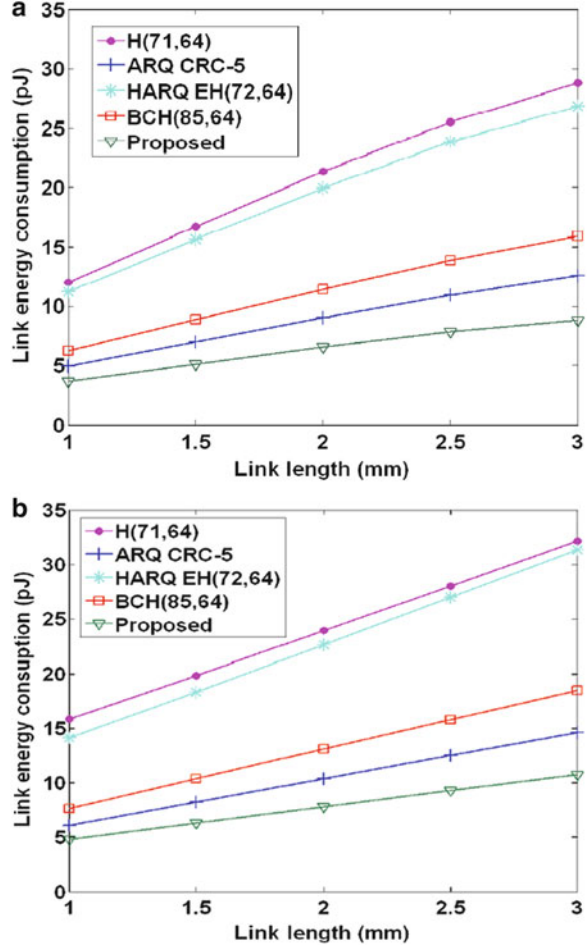 a
35
30
25
20
15
10
5
0
Link energy consumption (pJ)
H(71,64)
ARQ CRC-5
HARQ EH(72,64)
BCH(85,64)
Proposed
1 1.5 2 2.5 3
Link length (mm)
b
35
30
25
20
15
10
5
0
Link energy consuption (pJ)
H(71,64)
ARQ CRC-5
HARQ EH(72,64)
BCH(85,64)
Proposed
1 1.5 2 2.5 3
Link length (mm)